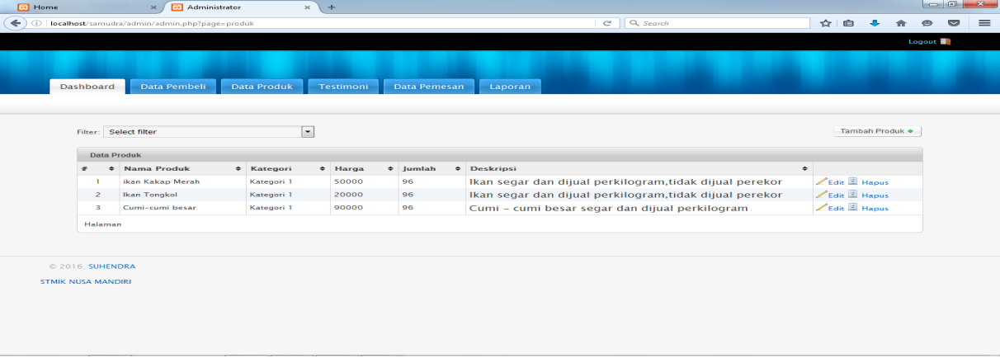 Home
Administrator
localhost/samudra/admin/admin.php?page=produk
Search
Logout
Dashboard Data Pembeli Data Produk Testimoni Data Pemesan Laporan
Filter: Select filter Tambah Produk
Data Produk
# Nama Produk Kategori Harga Jumlah Deskripsi
1 ikan Kakap Merah Kategori 1 50000 96 Ikan segar dan dijual perkilogram,tidak dijual perekor Edit Hapus
2 Ikan Tongkol Kategori 1 20000 96 Ikan segar dan dijual perkilogram,tidak dijual perekor Edit Hapus
3 Cumi-cumi besar Kategori 1 90000 96 Cumi - cumi besar segar dan dijual perkilogram Edit Hapus
Halaman
© 2016. SUHENDRA
STMIK NUSA MANDIRI